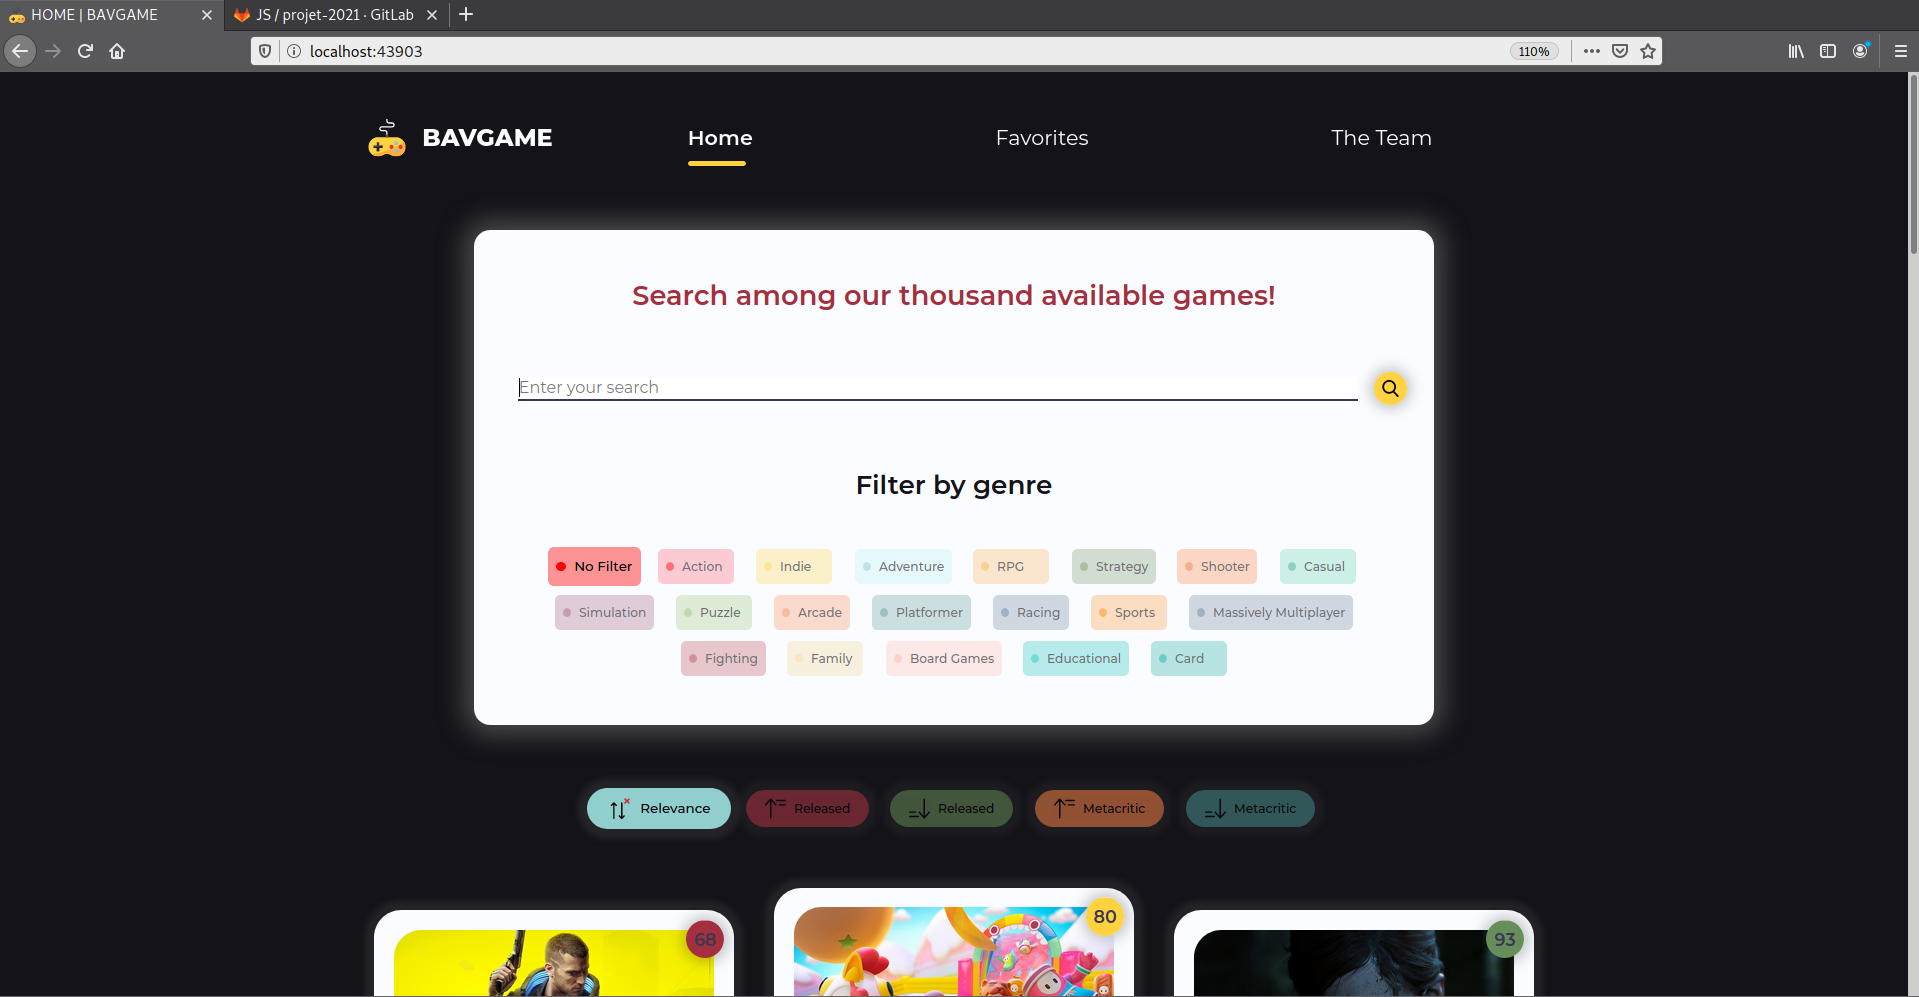 HOME | BAVGAME
JS / projet-2021 · GitLab
localhost:43903
110%
BAVGAME
Home
Favorites
The Team
Search among our thousand available games!
Enter your search
Filter by genre
No Filter Action Indie Adventure RPG Strategy Shooter Casual
Simulation Puzzle Arcade Platformer Racing Sports Massively Multiplayer
Fighting Family Board Games Educational Card
Relevance Released Released Metacritic Metacritic
68
80
93